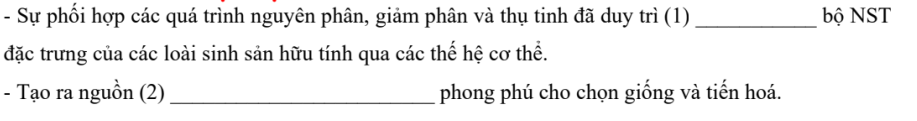 - Sự phối hợp các quá trình nguyên phân, giảm phân và thụ tinh đã duy trì (1) ____________ bộ NST
đặc trưng của các loài sinh sản hữu tính qua các thế hệ cơ thể.
- Tạo ra nguồn (2) __________________________ phong phú cho chọn giống và tiến hoá.